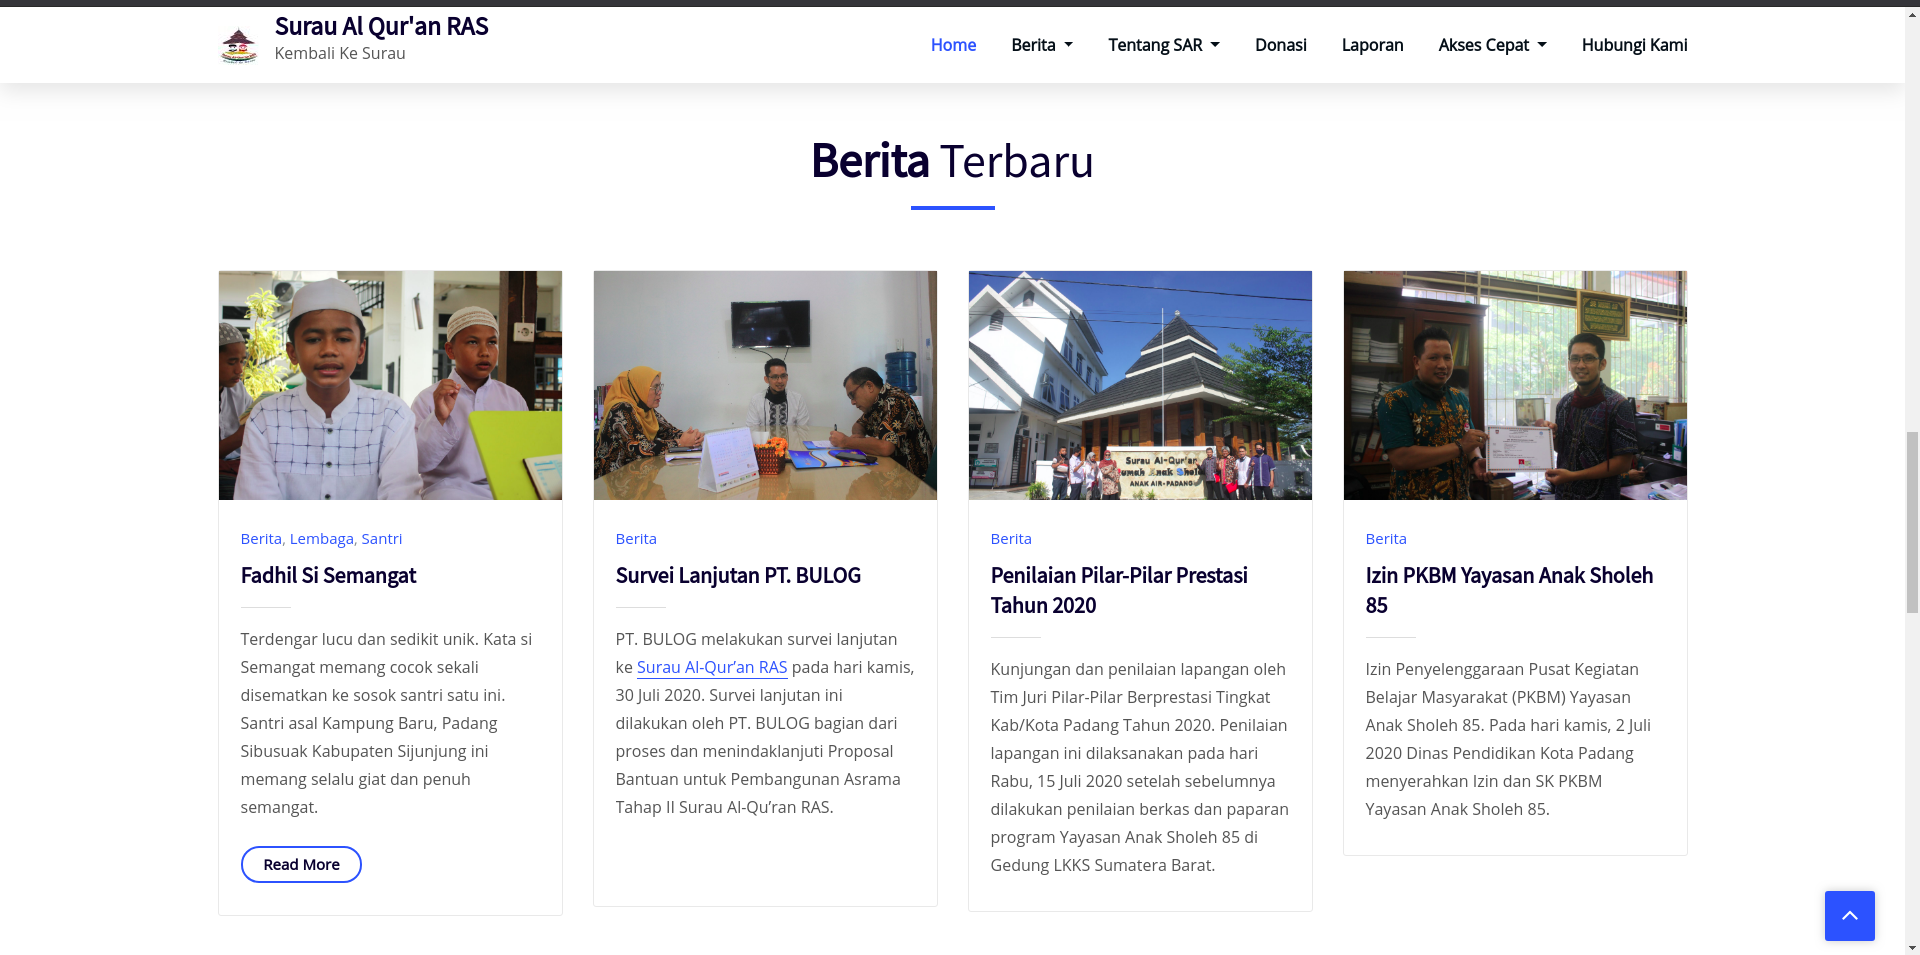 Surau Al Qur'an RAS
Kembali Ke Surau
Home
Berita
Tentang SAR
Donasi
Laporan
Akses Cepat
Hubungi Kami
Berita Terbaru
Surau Al-Qur'an
Rumah Anak Sholeh
ANAK AIR-PADANG
Berita, Lembaga, Santri
Fadhil Si Semangat
Terdengar lucu dan sedikit unik. Kata si
Semangat memang cocok sekali
disematkan ke sosok santri satu ini.
Santri asal Kampung Baru, Padang
Sibusuak Kabupaten Sijunjung ini
memang selalu giat dan penuh
semangat.
Read More
Berita
Survei Lanjutan PT. BULOG
PT. BULOG melakukan survei lanjutan
ke Surau Al-Qur’an RAS pada hari kamis,
30 Juli 2020. Survei lanjutan ini
dilakukan oleh PT. BULOG bagian dari
proses dan menindaklanjuti Proposal
Bantuan untuk Pembangunan Asrama
Tahap II Surau Al-Qu’ran RAS.
Berita
Penilaian Pilar-Pilar Prestasi
Tahun 2020
Kunjungan dan penilaian lapangan oleh
Tim Juri Pilar-Pilar Berprestasi Tingkat
Kab/Kota Padang Tahun 2020. Penilaian
lapangan ini dilaksanakan pada hari
Rabu, 15 Juli 2020 setelah sebelumnya
dilakukan penilaian berkas dan paparan
program Yayasan Anak Sholeh 85 di
Gedung LKKS Sumatera Barat.
Berita
Izin PKBM Yayasan Anak Sholeh
85
Izin Penyelenggaraan Pusat Kegiatan
Belajar Masyarakat (PKBM) Yayasan
Anak Sholeh 85. Pada hari kamis, 2 Juli
2020 Dinas Pendidikan Kota Padang
menyerahkan Izin dan SK PKBM
Yayasan Anak Sholeh 85.